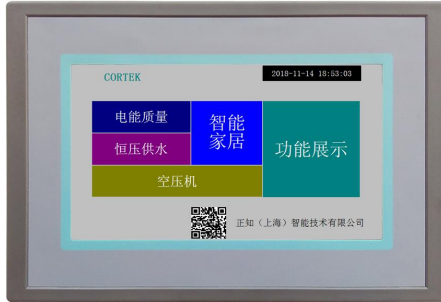 CORTEK
2018-11-14 18:53:03
电能质量
智能
家居
恒压供水
功能展示
空压机
正知（上海）智能技术有限公司